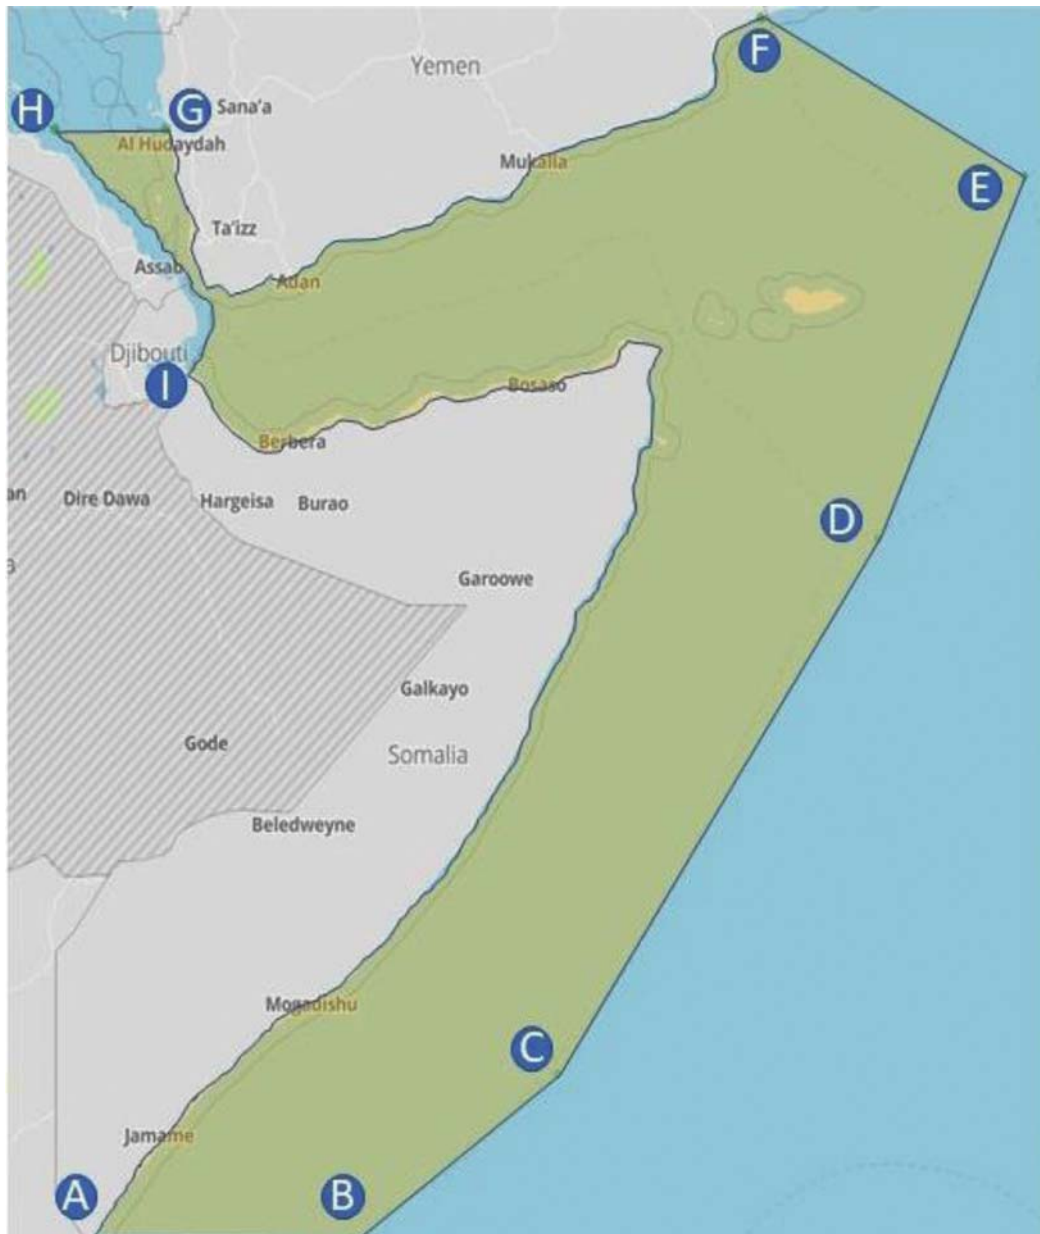 Yemen
F
H
G
Sana'a
Al Hudaydah
Mukalla
E
Ta'izz
Assab
Adan
Djibouti
I
Bosaso
Berbera
an
Dire Dawa
Hargeisa
Burao
D
a
Garoowe
Galkayo
Gode
Somalia
Beledweyne
Mogadishu
C
Jamame
A
B